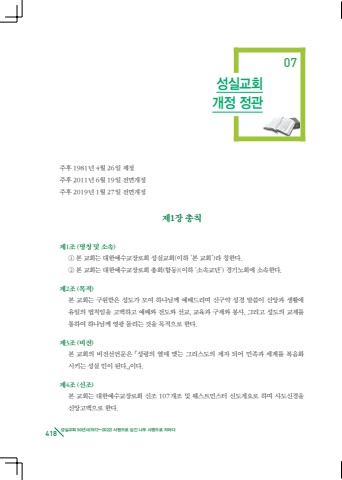 07
성실교회
개정 정관
주후 1981년 4월 26일 제정
주후 2011년 6월 19일 전면개정
주후 2019년 1월 27일 전면개정
제1장 총칙
제1조 (명칭 및 소속)
① 본 교회는 대한예수교장로회 성실교회(이하 '본 교회')라 칭한다.
② 본 교회는 대한예수교장로회 총회(합동)(이하 '소속교단') 경기노회에 소속한다.
제2조 (목적)
본 교회는 구원받은 성도가 모여 하나님께 예배드리며 신구약 성경 말씀이 신앙과 생활에
유일의 법칙임을 고백하고 예배와 전도와 선교, 교육과 구제와 봉사, 그리고 성도의 교제를
통하여 하나님께 영광 돌리는 것을 목적으로 한다.
제3조 (비전)
본 교회의 비전선언문은 『성령의 열매 맺는 그리스도의 제자 되어 민족과 세계를 복음화
시키는 성실 인이 된다.』이다.
제4조 (신조)
본 교회는 대한예수교장로회 신조 107개조 및 웨스트민스터 신도게요로 하며 사도신경을
신앙고백으로 한다.
418
성실교회 50년사(1972~2022) 사랑으로 심긴 나무 사랑으로 자라다